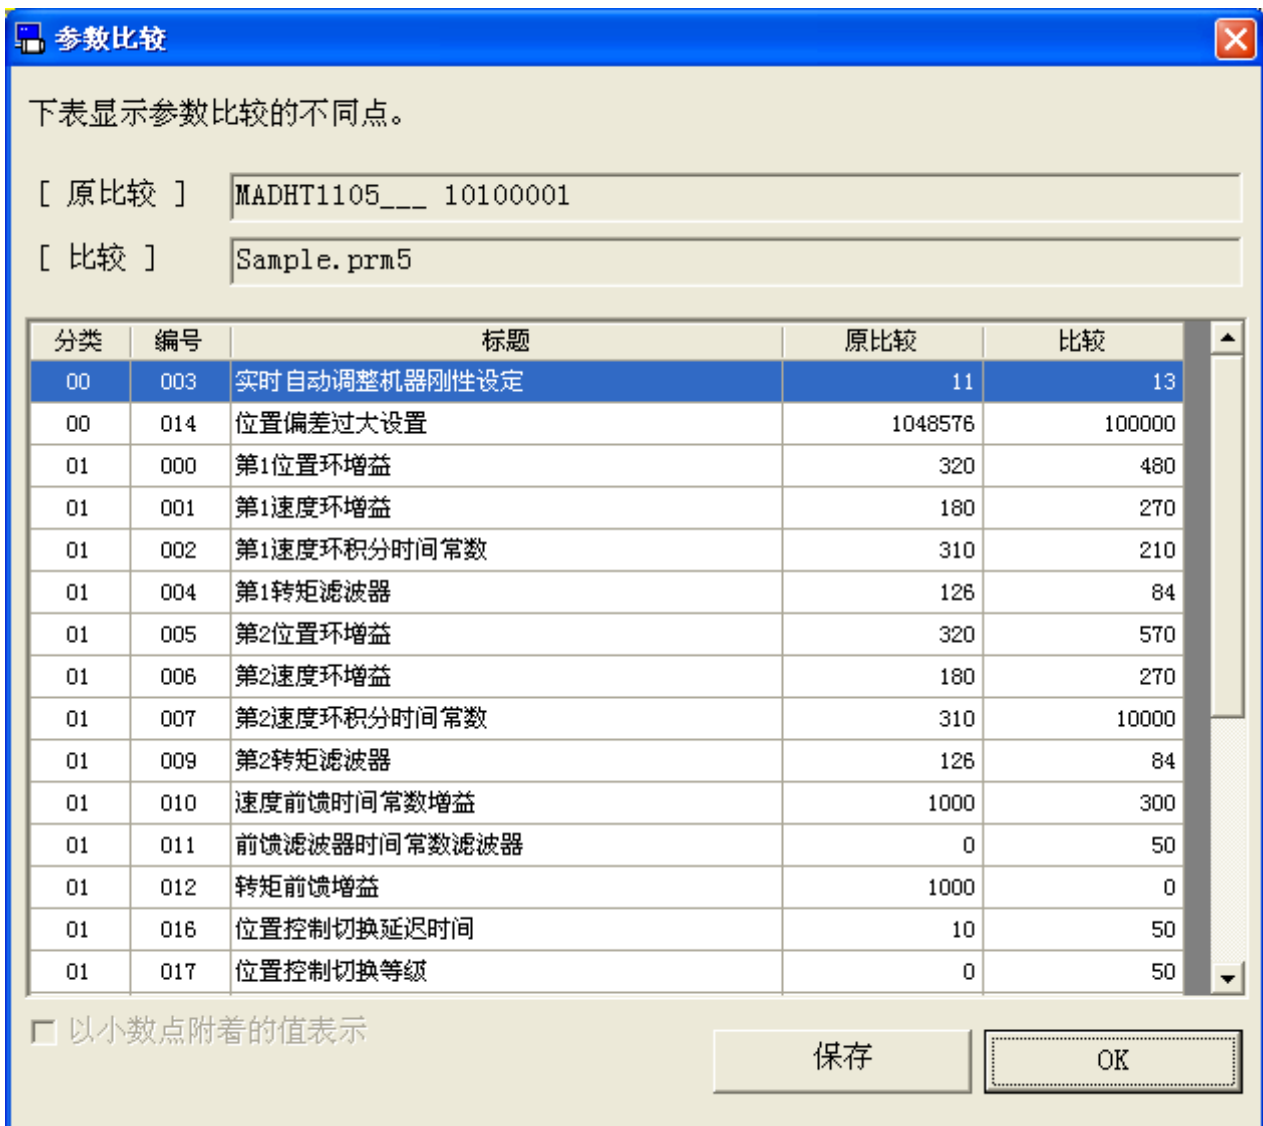 参数比较
下表显示参数比较的不同点。
[ 原比较 ] MADHT1105___ 10100001
[ 比较 ] Sample.prm5
分类 编号 标题 原比较 比较
00 003 实时自动调整机器刚性设定 11 13
00 014 位置偏差过大设置 1048576 100000
01 000 第1位置环增益 320 480
01 001 第1速度环增益 180 270
01 002 第1速度环积分时间常数 310 210
01 004 第1转矩滤波器 126 84
01 005 第2位置环增益 320 570
01 006 第2速度环增益 180 270
01 007 第2速度环积分时间常数 310 10000
01 009 第2转矩滤波器 126 84
01 010 速度前馈时间常数增益 1000 300
01 011 前馈滤波器时间常数滤波器 0 50
01 012 转矩前馈增益 1000 0
01 016 位置控制切换延迟时间 10 50
01 017 位置控制切换等级 0 50
以小数点附着的值表示
保存 OK